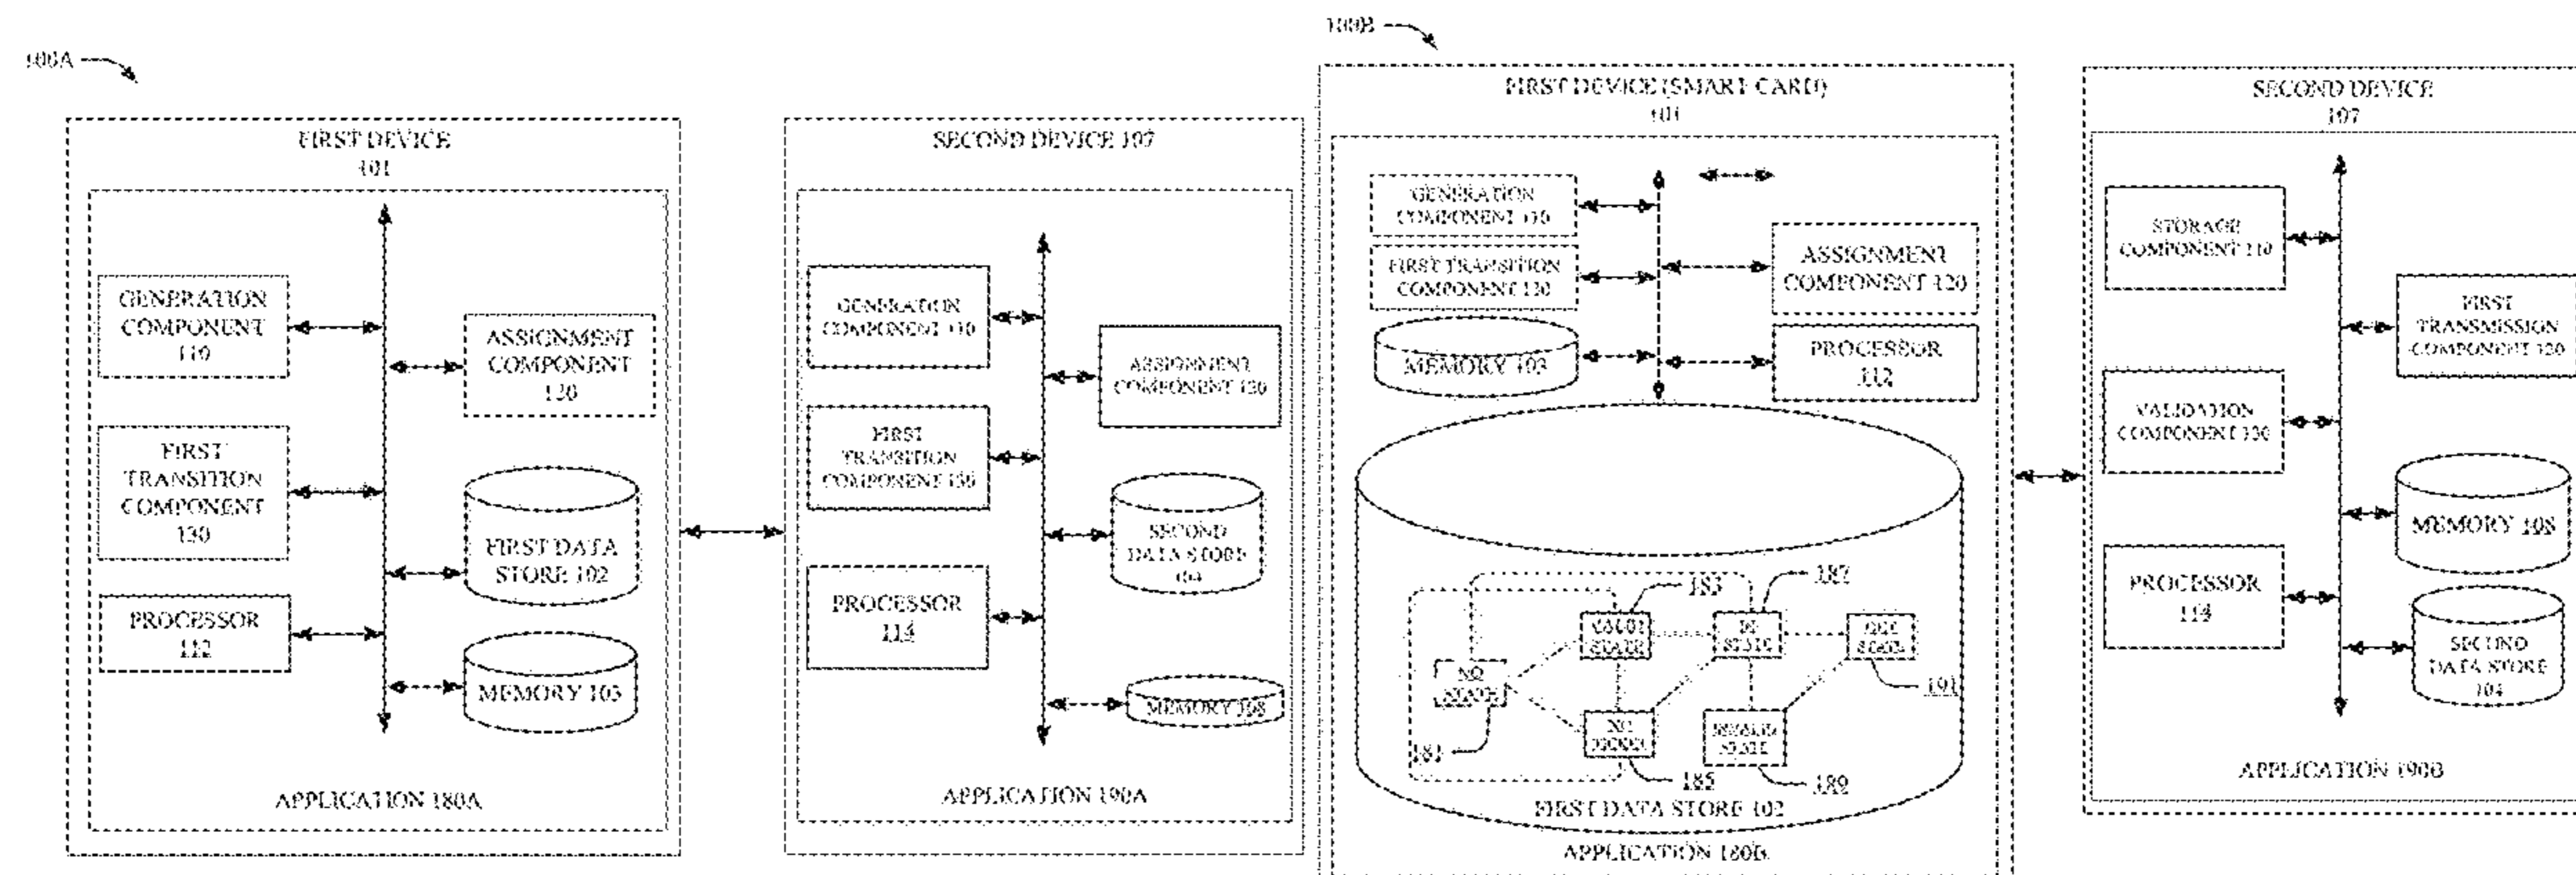 100A
FIRST DEVICE
101
GENERATION
COMPONENT
110
ASSIGNMENT
COMPONENT
120
FIRST
TRANSITION
COMPONENT
130
FIRST DATA
STORE 102
PROCESSOR
112
MEMORY 103
APPLICATION 180A
SECOND DEVICE 107
GENERATION
COMPONENT 110
ASSIGNMENT
COMPONENT 120
FIRST
TRANSITION
COMPONENT 130
SECOND
DATA STORE
104
PROCESSOR
114
MEMORY 108
APPLICATION 190A
100B
FIRST DEVICE (SMART CARD)
101
GENERATION
COMPONENT 110
FIRST TRANSITION
COMPONENT 130
ASSIGNMENT
COMPONENT 120
MEMORY 103
PROCESSOR
112
183
187
STATE
STATE
NO
STATE
191
181
NO
STATE
185
189
FIRST DATA STORE 102
APPLICATION 180B
SECOND DEVICE
107
STORAGE
COMPONENT 110
FIRST
TRANSMISSION
COMPONENT 120
VALIDATION
COMPONENT 130
MEMORY 108
PROCESSOR
114
SECOND
DATA STORE
104
APPLICATION 190B